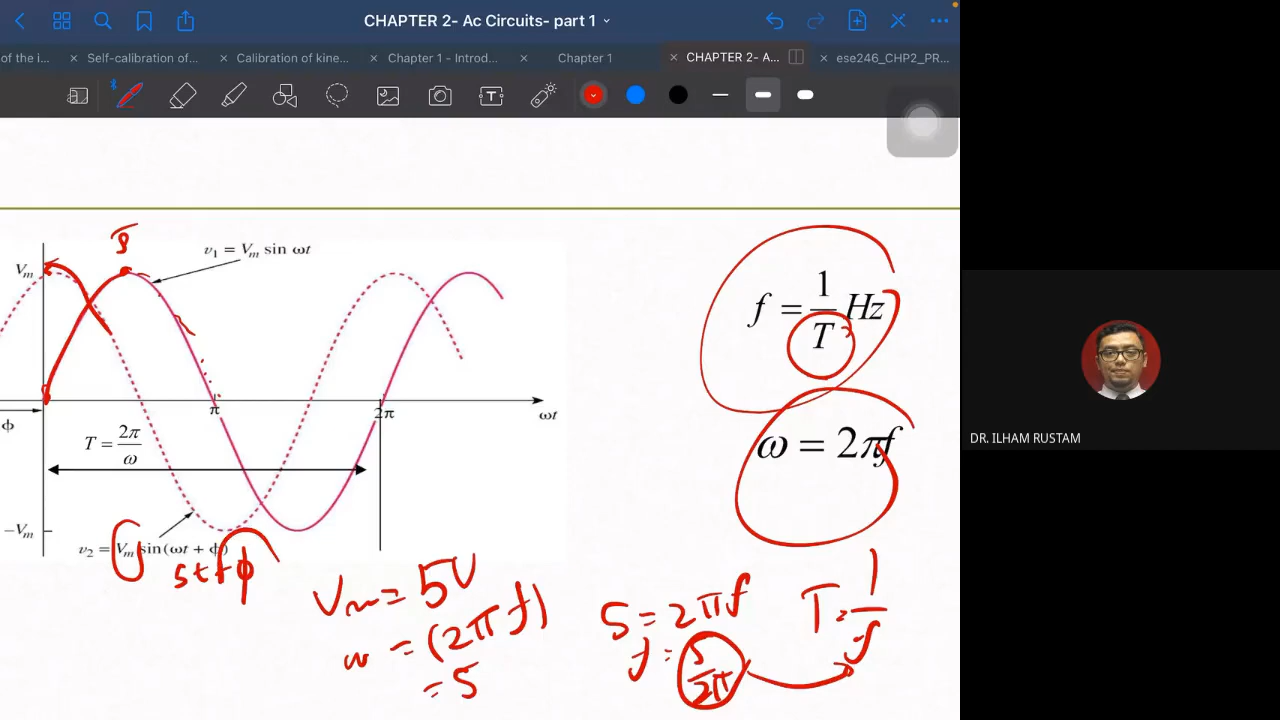 CHAPTER 2- Ac Circuits- part 1
of the i...
Self-calibration of...
Calibration of kine...
Chapter 1 - Introd...
Chapter 1
CHAPTER 2- A...
ese246_CHP2_PR...
T
5
v₁ = Vₘ sin ωt
Vₘ
f = 1/T Hz
π
2π
ωt
ϕ
T = 2π/ω
ω = 2πf
DR. ILHAM RUSTAM
−Vₘ
v₂ = Vₘ sin(ωt + ϕ)
5t + ϕ
Vm = 5V
w = (2πf)
= 5
5 = 2πf
f = 5/2π
T = 1/f